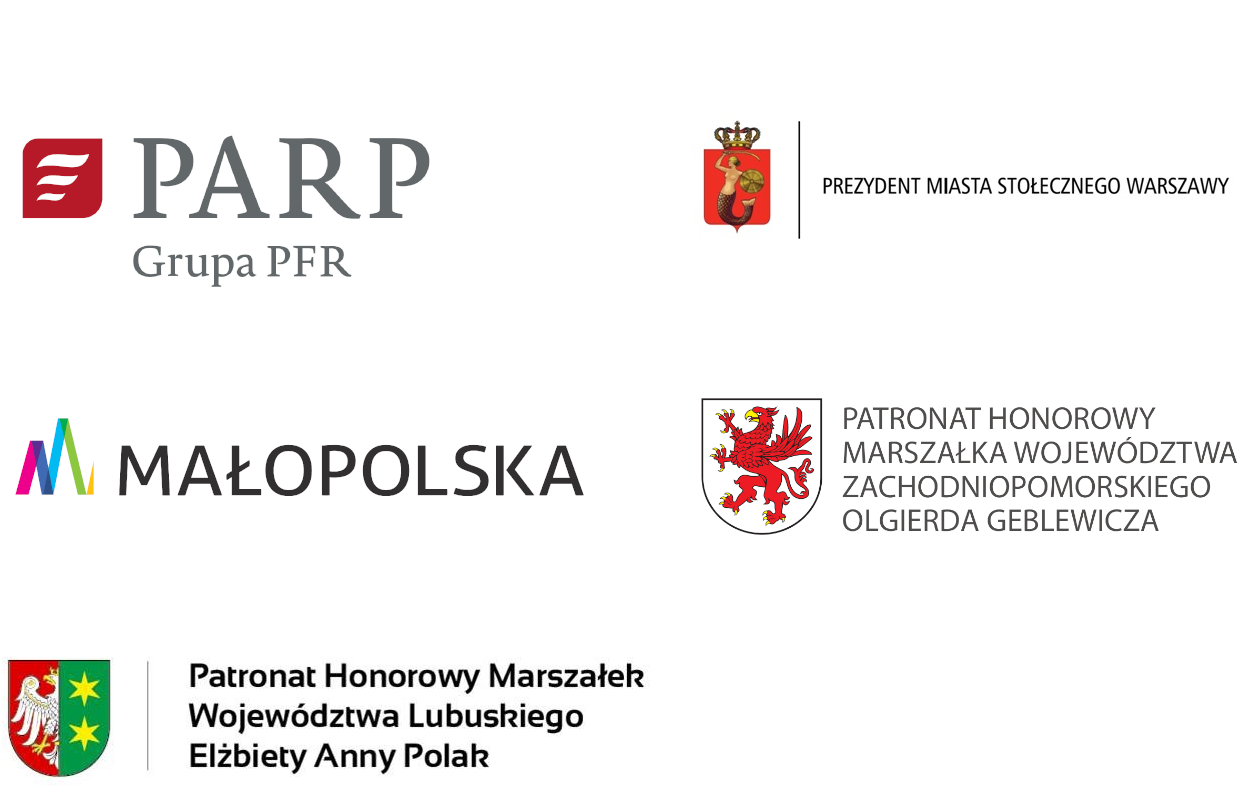 PARP
Grupa PFR
PREZYDENT MIASTA STOŁECZNEGO WARSZAWY
MAŁOPOLSKA
PATRONAT HONOROWY
MARSZAŁKA WOJEWÓDZTWA
ZACHODNIOPOMORSKIEGO
OLGIERDA GEBLEWICZA
Patronat Honorowy Marszałek
Województwa Lubuskiego
Elżbiety Anny Polak